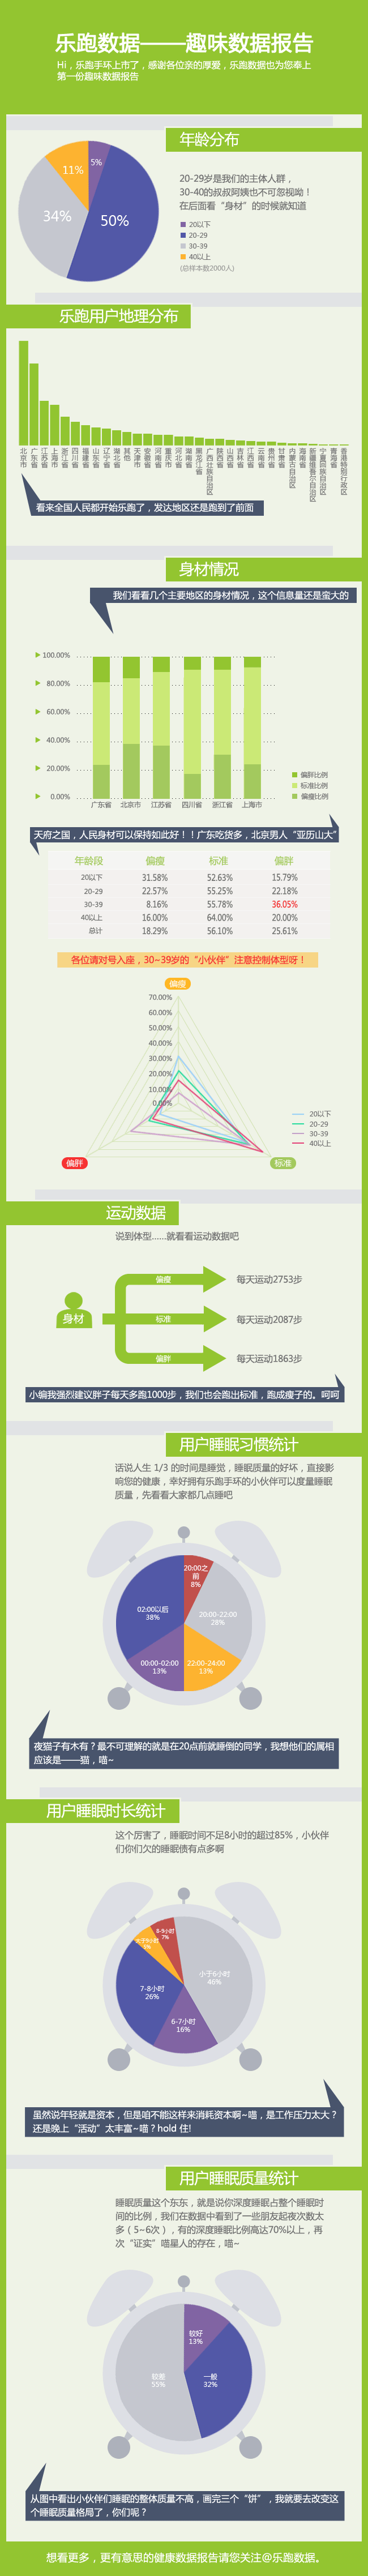 乐跑数据——趣味数据报告
Hi，乐跑手环上市了，感谢各位亲的厚爱，乐跑数据也为您奉上
第一份趣味数据报告
年龄分布
5%
11%
34%
50%
20-29岁是我们的主体人群，
30-40的叔叔阿姨也不可忽视呦！
在后面看“身材”的时候就知道
20以下
20-29
30-39
40以上
(总样本数2000人)
乐跑用户地理分布
北京市
广东省
江苏省
上海市
浙江省
四川省
福建省
山东省
辽宁省
湖北省
其他
天津市
安徽省
河南省
重庆市
河北省
湖南省
黑龙江省
广西壮族自治区
陕西省
山西省
吉林省
江西省
云南省
贵州省
甘肃省
内蒙古自治区
海南省
新疆维吾尔自治区
宁夏回族自治区
青海省
香港特别行政区
看来全国人民都开始乐跑了，发达地区还是跑到了前面
身材情况
我们看看几个主要地区的身材情况，这个信息量还是蛮大的
100.00%
80.00%
60.00%
40.00%
20.00%
0.00%
广东省 北京市 江苏省 四川省 浙江省 上海市
偏胖比例
标准比例
偏瘦比例
天府之国，人民身材可以保持如此好！！广东吃货多，北京男人“亚历山大”
年龄段 偏瘦 标准 偏胖
20以下 31.58% 52.63% 15.79%
20-29 22.57% 55.25% 22.18%
30-39 8.16% 55.78% 36.05%
40以上 16.00% 64.00% 20.00%
总计 18.29% 56.10% 25.61%
各位请对号入座，30~39岁的“小伙伴”注意控制体型呀！
偏瘦
70.00%
60.00%
50.00%
40.00%
30.00%
20.00%
10.00%
0.00%
20以下
20-29
30-39
40以上
偏胖
标准
运动数据
说到体型……就看看运动数据吧
身材
偏瘦 每天运动2753步
标准 每天运动2087步
偏胖 每天运动1863步
小编我强烈建议胖子每天多跑1000步，我们也会跑出标准，跑成瘦子的。呵呵
用户睡眠习惯统计
话说人生 1/3 的时间是睡觉，睡眠质量的好坏，直接影
响您的健康，幸好拥有乐跑手环的小伙伴可以度量睡眠
质量，先看看大家都几点睡吧
20:00之
前
8%
20:00-22:00
28%
22:00-24:00
13%
00:00-02:00
13%
02:00以后
38%
夜猫子有木有？最不可理解的就是在20点前就睡倒的同学，我想他们的属相
应该是——猫，喵~
用户睡眠时长统计
这个厉害了，睡眠时间不足8小时的超过85%，小伙伴
们你们欠的睡眠债有点多啊
8-9小时
7%
小于6小时
46%
6-7小时
16%
7-8小时
26%
虽然说年轻就是资本，但是咱不能这样来消耗资本啊~喵，是工作压力太大？
还是晚上“活动”太丰富~喵？hold 住!
用户睡眠质量统计
睡眠质量这个东东，就是说你深度睡眠占整个睡眠时
间的比例，我们在数据中看到了一些朋友起夜次数太
多（5~6次），有的深度睡眠比例高达70%以上，再
次“证实”喵星人的存在，喵~
较好
13%
一般
32%
较差
55%
从图中看出小伙伴们睡眠的整体质量不高，画完三个“饼”，我就要去改变这
个睡眠质量格局了，你们呢？
想看更多，更有意思的健康数据报告请您关注@乐跑数据。